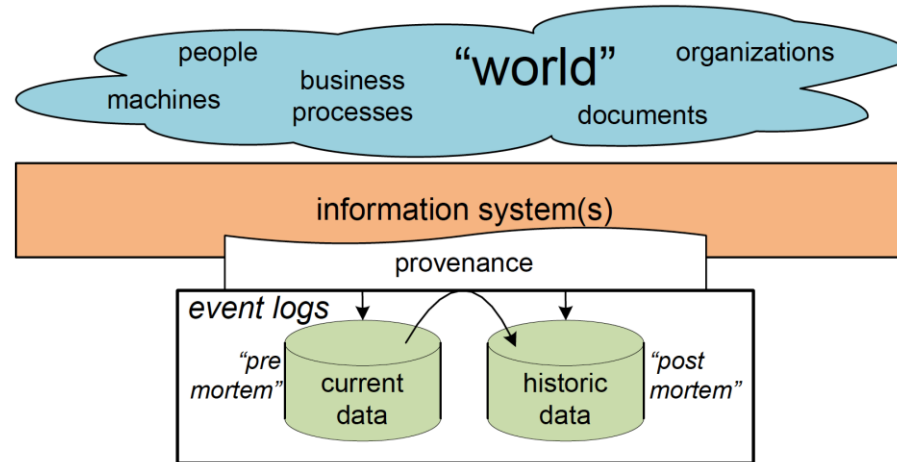 people
“world”
organizations
machines
business
processes
documents
information system(s)
provenance
event logs
“pre
mortem”
current
data
historic
data
“post
mortem”